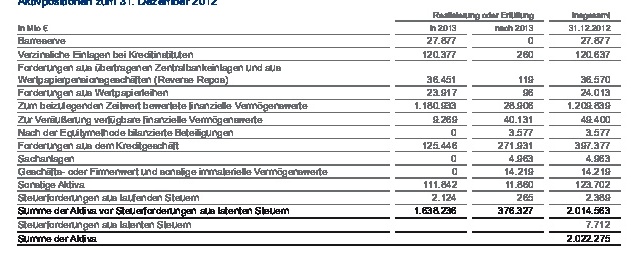 Aktivpositionen zum 31. Dezember 2012
Realisierung oder Erfüllung Insgesamt
in Mio € in 2013 nach 2013 31.12.2012
Barreserve 27.877 0 27.877
Verzinsliche Einlagen bei Kreditinstituten 120.377 260 120.637
Forderungen aus übertragenen Zentralbankeinlagen und aus
Wertpapierpensionsgeschäften (Reverse Repos) 36.451 119 36.570
Forderungen aus Wertpapierleihen 23.917 96 24.013
Zum beizulegenden Zeitwert bewertete finanzielle Vermögenswerte 1.180.933 28.906 1.209.839
Zur Veräußerung verfügbare finanzielle Vermögenswerte 9.269 40.131 49.400
Nach der Equitymethode bilanzierte Beteiligungen 0 3.577 3.577
Forderungen aus dem Kreditgeschäft 125.446 271.931 397.377
Sachanlagen 0 4.963 4.963
Geschäfts- oder Firmenwert und sonstige immaterielle Vermögenswerte 0 14.219 14.219
Sonstige Aktiva 111.842 11.860 123.702
Steuerforderungen aus laufenden Steuern 2.124 265 2.389
Summe der Aktiva vor Steuerforderungen aus latenten Steuern 1.638.236 376.327 2.014.563
Steuerforderungen aus latenten Steuern 7.712
Summe der Aktiva 2.022.275